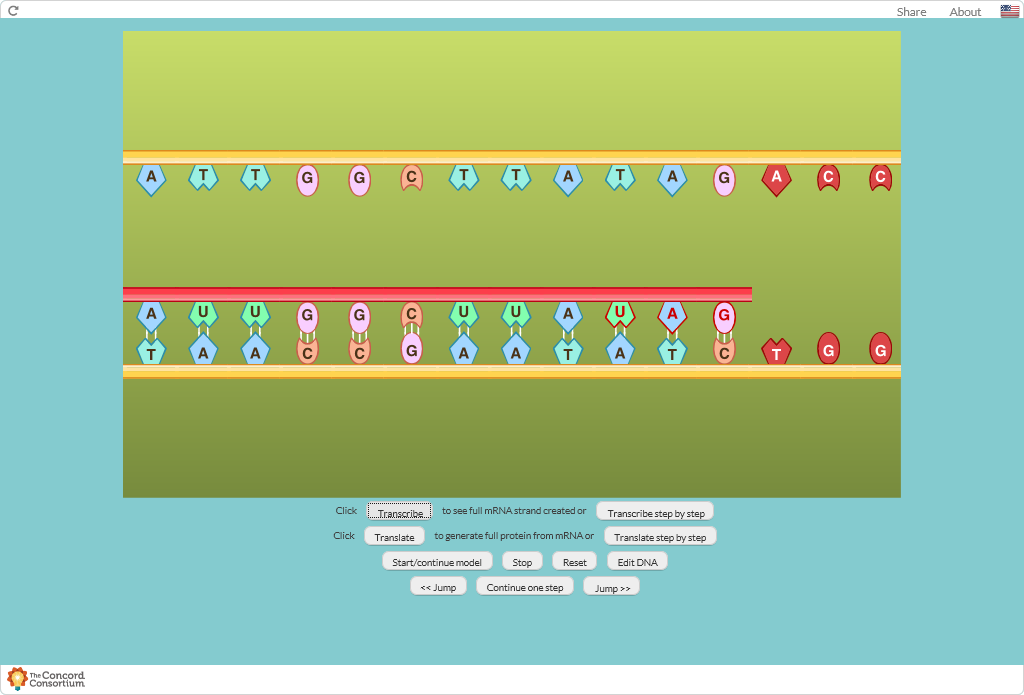 Share About
A T T G G C T T A T A G A C C
A U U G G C U U A U A G
T A A C C G A A T A T C T G G
Click Transcribe to see full mRNA strand created or Transcribe step by step
Click Translate to generate full protein from mRNA or Translate step by step
Start/continue model Stop Reset Edit DNA
<< Jump Continue one step Jump >>
The Concord
Consortium